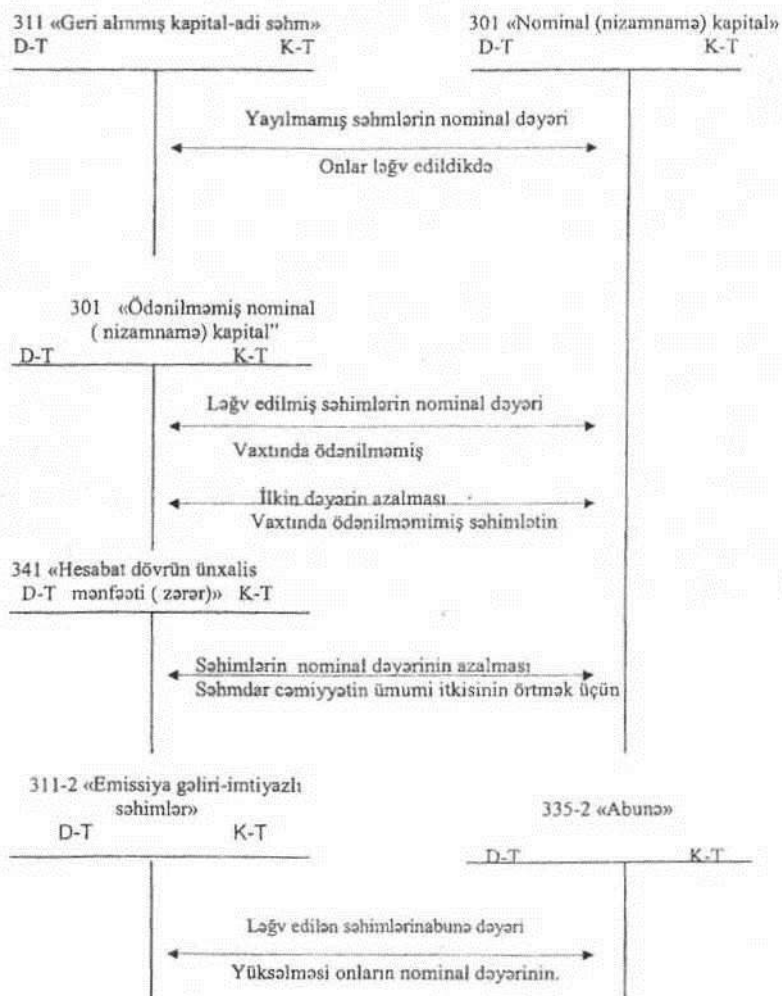 311 «Geri alınmış kapital-adi səhm»
D-T K-T
301 «Nominal (nizamnamə) kapital»
D-T K-T
Yayılmamış səhmlərin nominal dəyəri
Onlar ləğv edildikdə
301 «Ödənilməmiş nominal
( nizamnamə) kapital"
D-T K-T
Ləğv edilmiş səhimlərin nominal dəyəri
Vaxtında ödənilməmiş
İlkin dəyərin azalması
Vaxtında ödənilməmimiş səhimlətin
341 «Hesabat dövrün ünxalis
D-T mənfəəti ( zərər)» K-T
Səhimlərin nominal dəyərinin azalması
Səhmdar cəmiyyətin ümumi itkisinin örtmək üçün
311-2 «Emissiya gəliri-imtiyazlı
səhimlər»
D-T K-T
335-2 «Abunə»
D-T K-T
Ləğv edilən səhimlərinabunə dəyəri
Yüksəlməsi onların nominal dəyərinin.